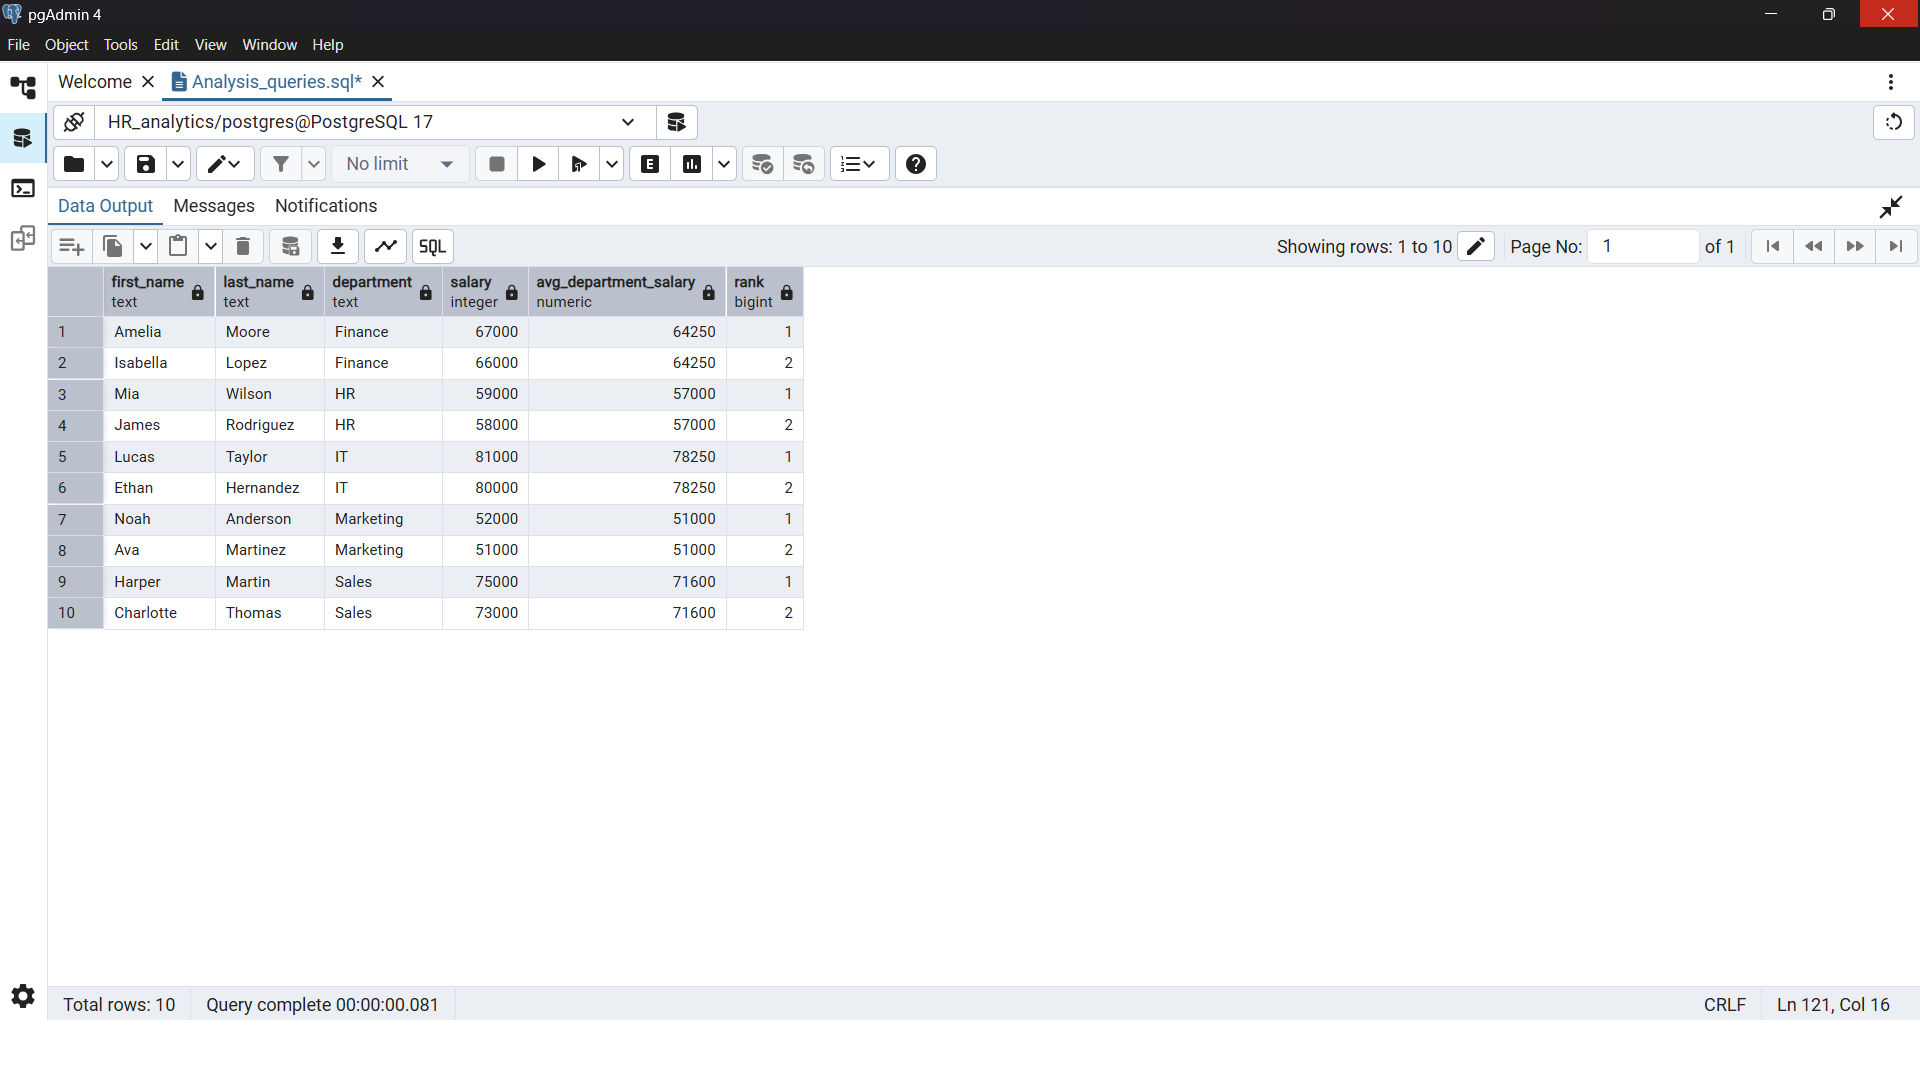 pgAdmin 4
File Object Tools Edit View Window Help
Welcome Analysis_queries.sql*
HR_analytics/postgres@PostgreSQL 17
No limit E
Data Output Messages Notifications
SQL Showing rows: 1 to 10 Page No: 1 of 1
first_name last_name department salary avg_department_salary rank
text text text integer numeric bigint
1 Amelia Moore Finance 67000 64250 1
2 Isabella Lopez Finance 66000 64250 2
3 Mia Wilson HR 59000 57000 1
4 James Rodriguez HR 58000 57000 2
5 Lucas Taylor IT 81000 78250 1
6 Ethan Hernandez IT 80000 78250 2
7 Noah Anderson Marketing 52000 51000 1
8 Ava Martinez Marketing 51000 51000 2
9 Harper Martin Sales 75000 71600 1
10 Charlotte Thomas Sales 73000 71600 2
Total rows: 10 Query complete 00:00:00.081 CRLF Ln 121, Col 16